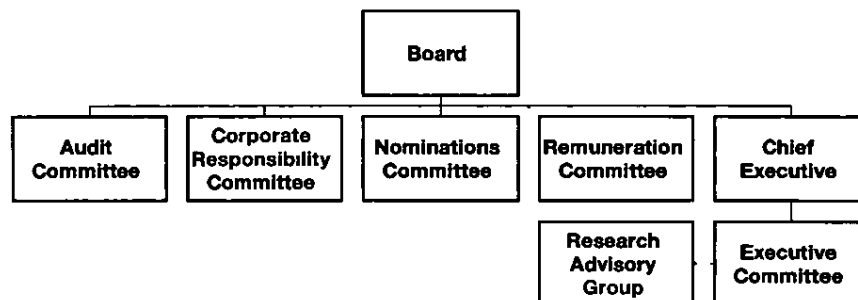 Board
Audit
Committee
Corporate
Responsibility
Committee
Nominations
Committee
Remuneration
Committee
Chief
Executive
Research
Advisory
Group
Executive
Committee